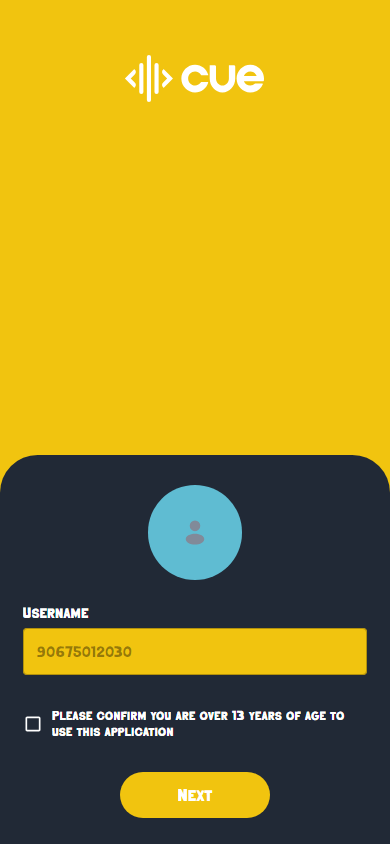 cue
Username
90675012030
Please confirm you are over 13 years of age to
use this application
Next